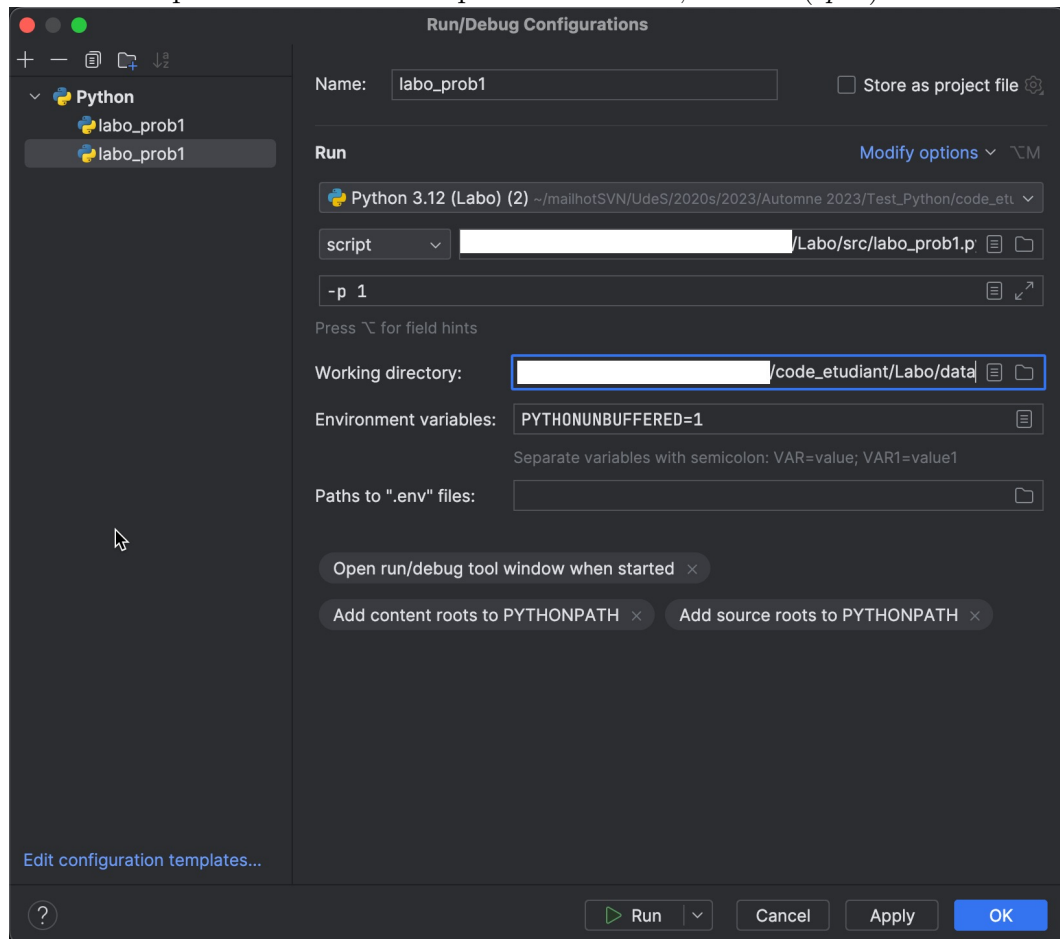 Run/Debug Configurations
Python
labo_prob1
labo_prob1
Name: labo_prob1 Store as project file
Run Modify options ⌥M
Python 3.12 (Labo) (2) ~/mailhotSVN/UdeS/2020s/2023/Automne 2023/Test_Python/code_etu
script /Labo/src/labo_prob1.p
-p 1
Press ⌥ for field hints
Working directory: /code_etudiant/Labo/data
Environment variables: PYTHONUNBUFFERED=1
Separate variables with semicolon: VAR=value; VAR1=value1
Paths to ".env" files:
Open run/debug tool window when started ×
Add content roots to PYTHONPATH × Add source roots to PYTHONPATH ×
Edit configuration templates...
? Run Cancel Apply OK